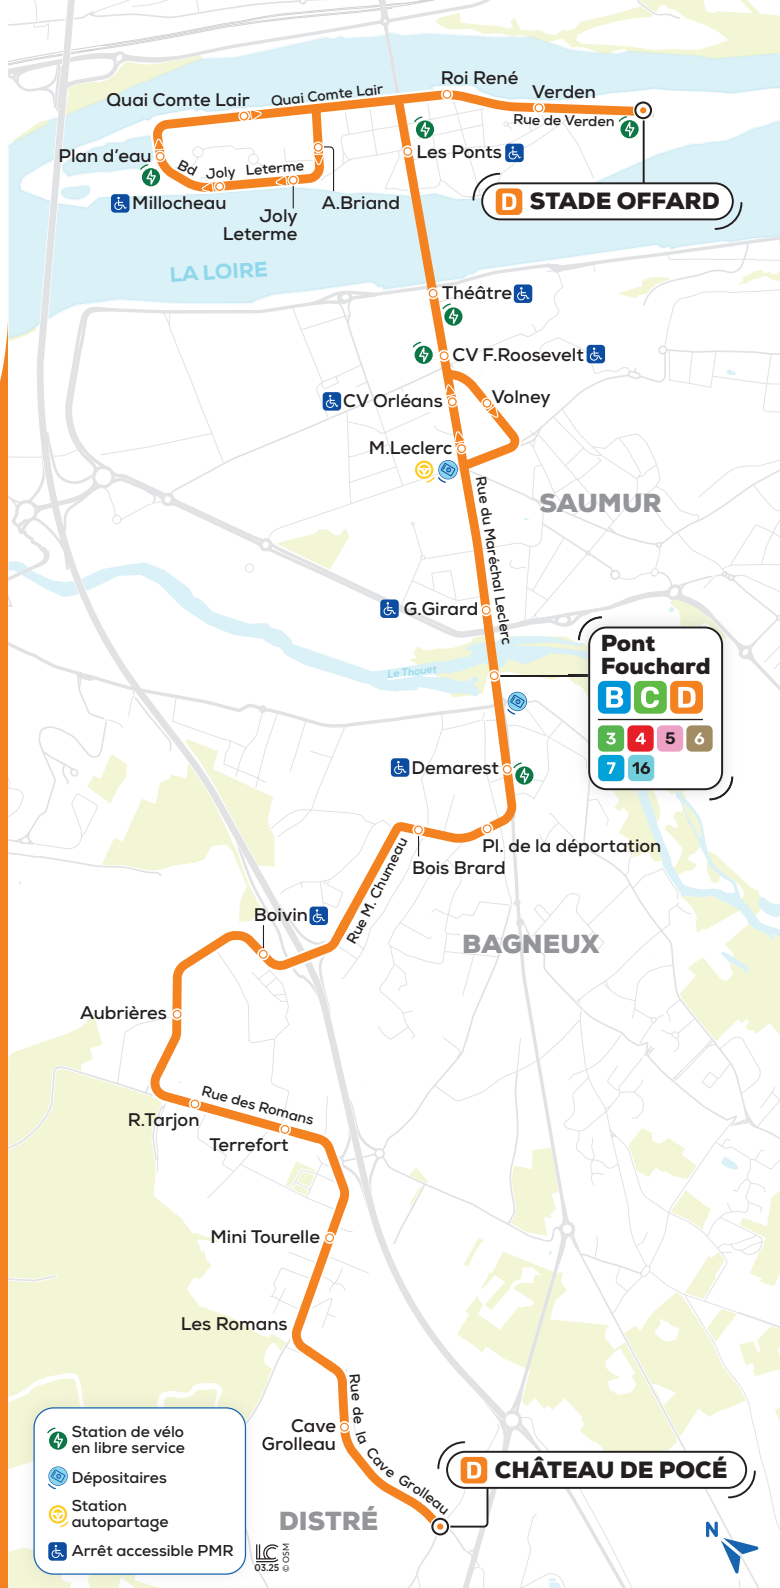 Roi René
Verden
Quai Comte Lair
Quai Comte Lair
Rue de Verden
Plan d'eau
Bd Joly Leterme
Les Ponts
Millocheau
A.Briand
D STADE OFFARD
Joly
Leterme
LA LOIRE
Théâtre
CV F.Roosevelt
CV Orléans
Volney
M.Leclerc
Rue du Maréchal Leclerc
SAUMUR
G.Girard
Pont
Fouchard
B C D
3 4 5 6
7 16
Le Thouet
Demarest
Pl. de la déportation
Bois Brard
Rue M. Chumeau
Boivin
BAGNEUX
Aubrières
Rue des Romans
R.Tarjon
Terrefort
Mini Tourelle
Les Romans
Rue de la Cave Grolleau
Cave
Grolleau
D CHÂTEAU DE POCÉ
DISTRÉ
Station de vélo
en libre service
Dépositaires
Station
autopartage
Arrêt accessible PMR
LC
03.25
© OSM
N